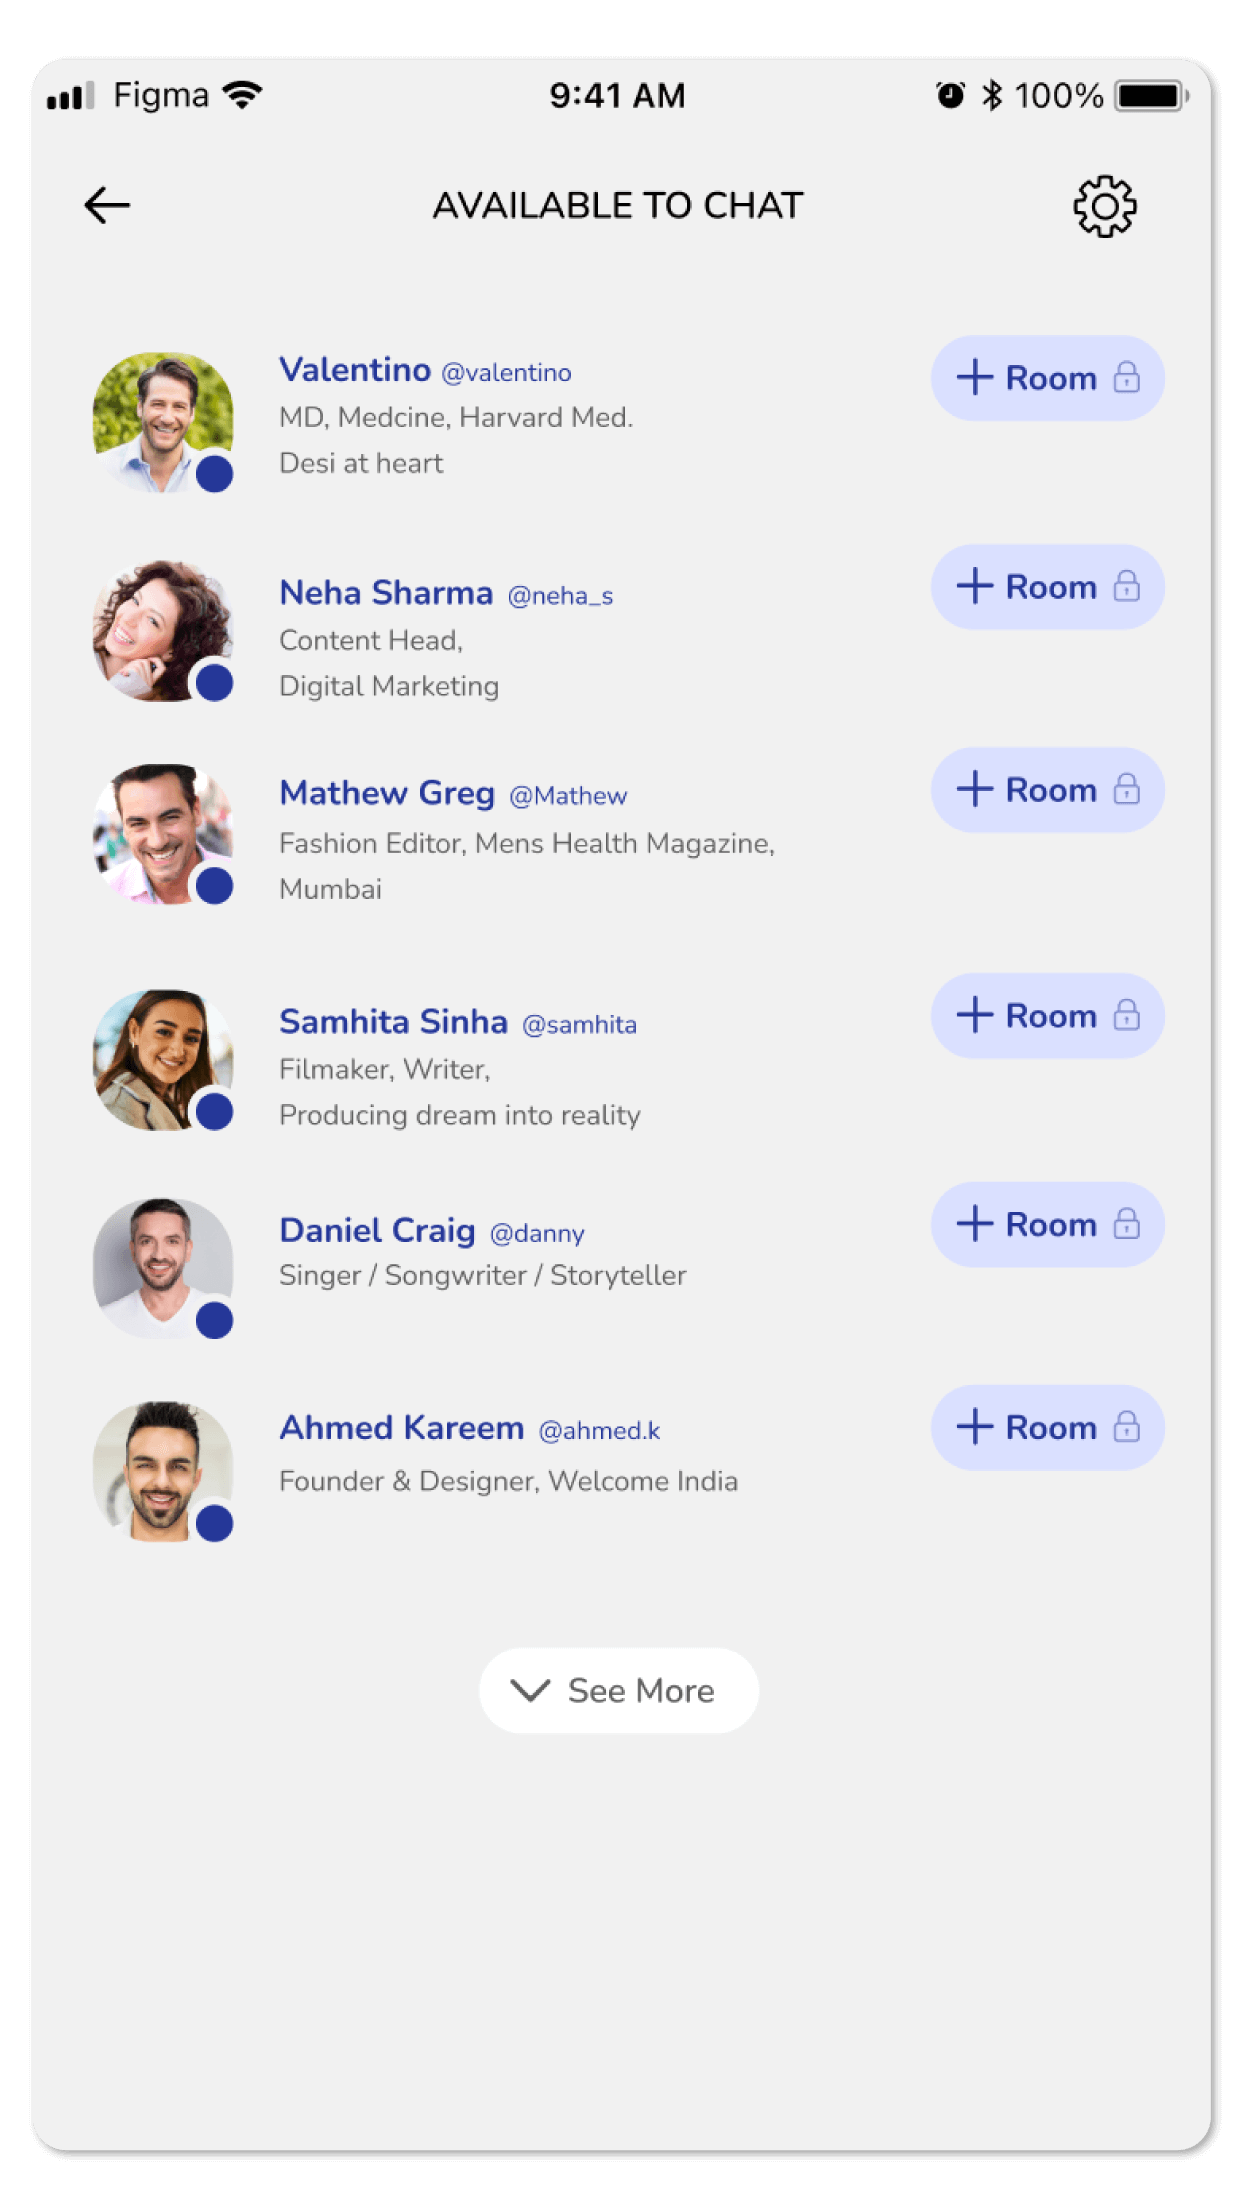 Figma 9:41 AM 100%
AVAILABLE TO CHAT
Valentino @valentino + Room
MD, Medcine, Harvard Med.
Desi at heart
Neha Sharma @neha_s + Room
Content Head,
Digital Marketing
Mathew Greg @Mathew + Room
Fashion Editor, Mens Health Magazine,
Mumbai
Samhita Sinha @samhita + Room
Filmaker, Writer,
Producing dream into reality
Daniel Craig @danny + Room
Singer / Songwriter / Storyteller
Ahmed Kareem @ahmed.k + Room
Founder & Designer, Welcome India
See More